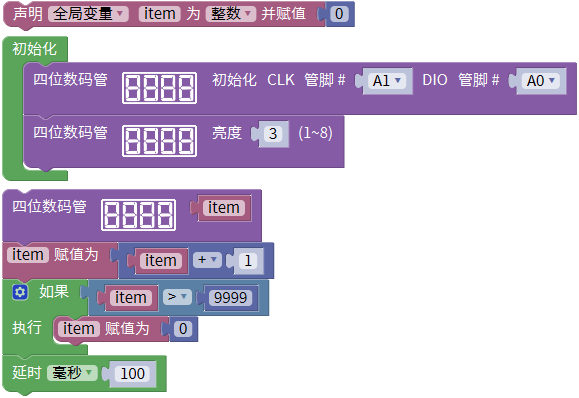 声明 全局变量 item 为 整数 并赋值 0
初始化
四位数码管 初始化 CLK 管脚 # A1 DIO 管脚 # A0
四位数码管 亮度 3 (1~8)
四位数码管 item
item 赋值为 item + 1
如果 item > 9999
执行 item 赋值为 0
延时 毫秒 100